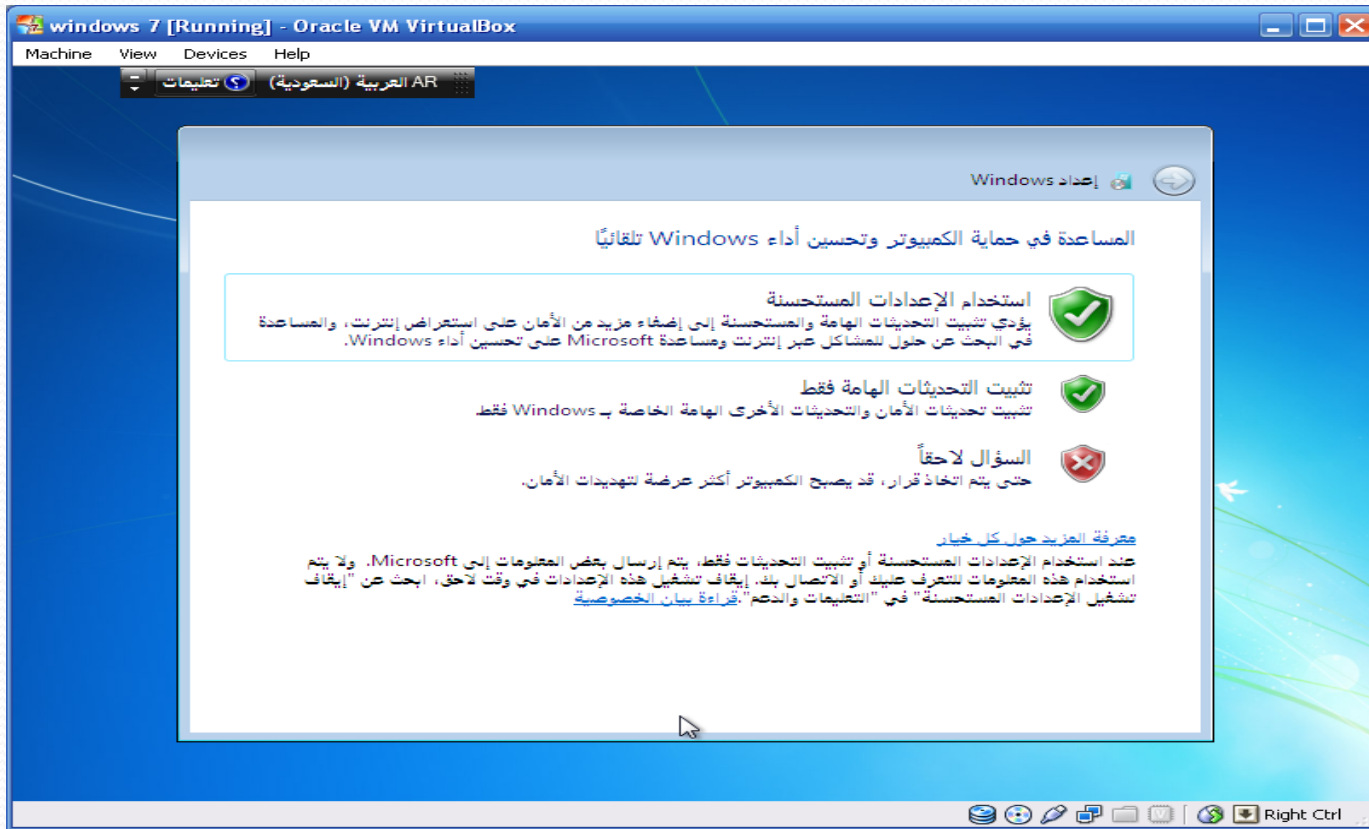 windows 7 [Running] - Oracle VM VirtualBox
Machine View Devices Help
AR العربية (السعودية) تعليمات
إعداد Windows
المساعدة في حماية الكمبيوتر وتحسين أداء Windows تلقائيًا
استخدام الإعدادات المستحسنة
يؤدي تثبيت التحديثات الهامة والمستحسنة إلى إضفاء مزيد من الأمان على استعراض إنترنت، والمساعدة
في البحث عن حلول للمشاكل عبر إنترنت ومساعدة Microsoft على تحسين أداء Windows.
تثبيت التحديثات الهامة فقط
تثبيت تحديثات الأمان والتحديثات الأخرى الهامة الخاصة بـ Windows فقط.
السؤال لاحقاً
حتى يتم اتخاذ قرار، قد يصبح الكمبيوتر أكثر عرضة لتهديدات الأمان.
معرفة المزيد حول كل خيار
عند استخدام الإعدادات المستحسنة أو تثبيت التحديثات فقط، يتم إرسال بعض المعلومات إلى Microsoft. ولا يتم
استخدام هذه المعلومات للتعرف عليك أو الاتصال بك. إيقاف تشغيل هذه الإعدادات في وقت لاحق، ابحث عن "إيقاف
تشغيل الإعدادات المستحسنة" في "التعليمات والدعم".قراءة بيان الخصوصية
Right Ctrl